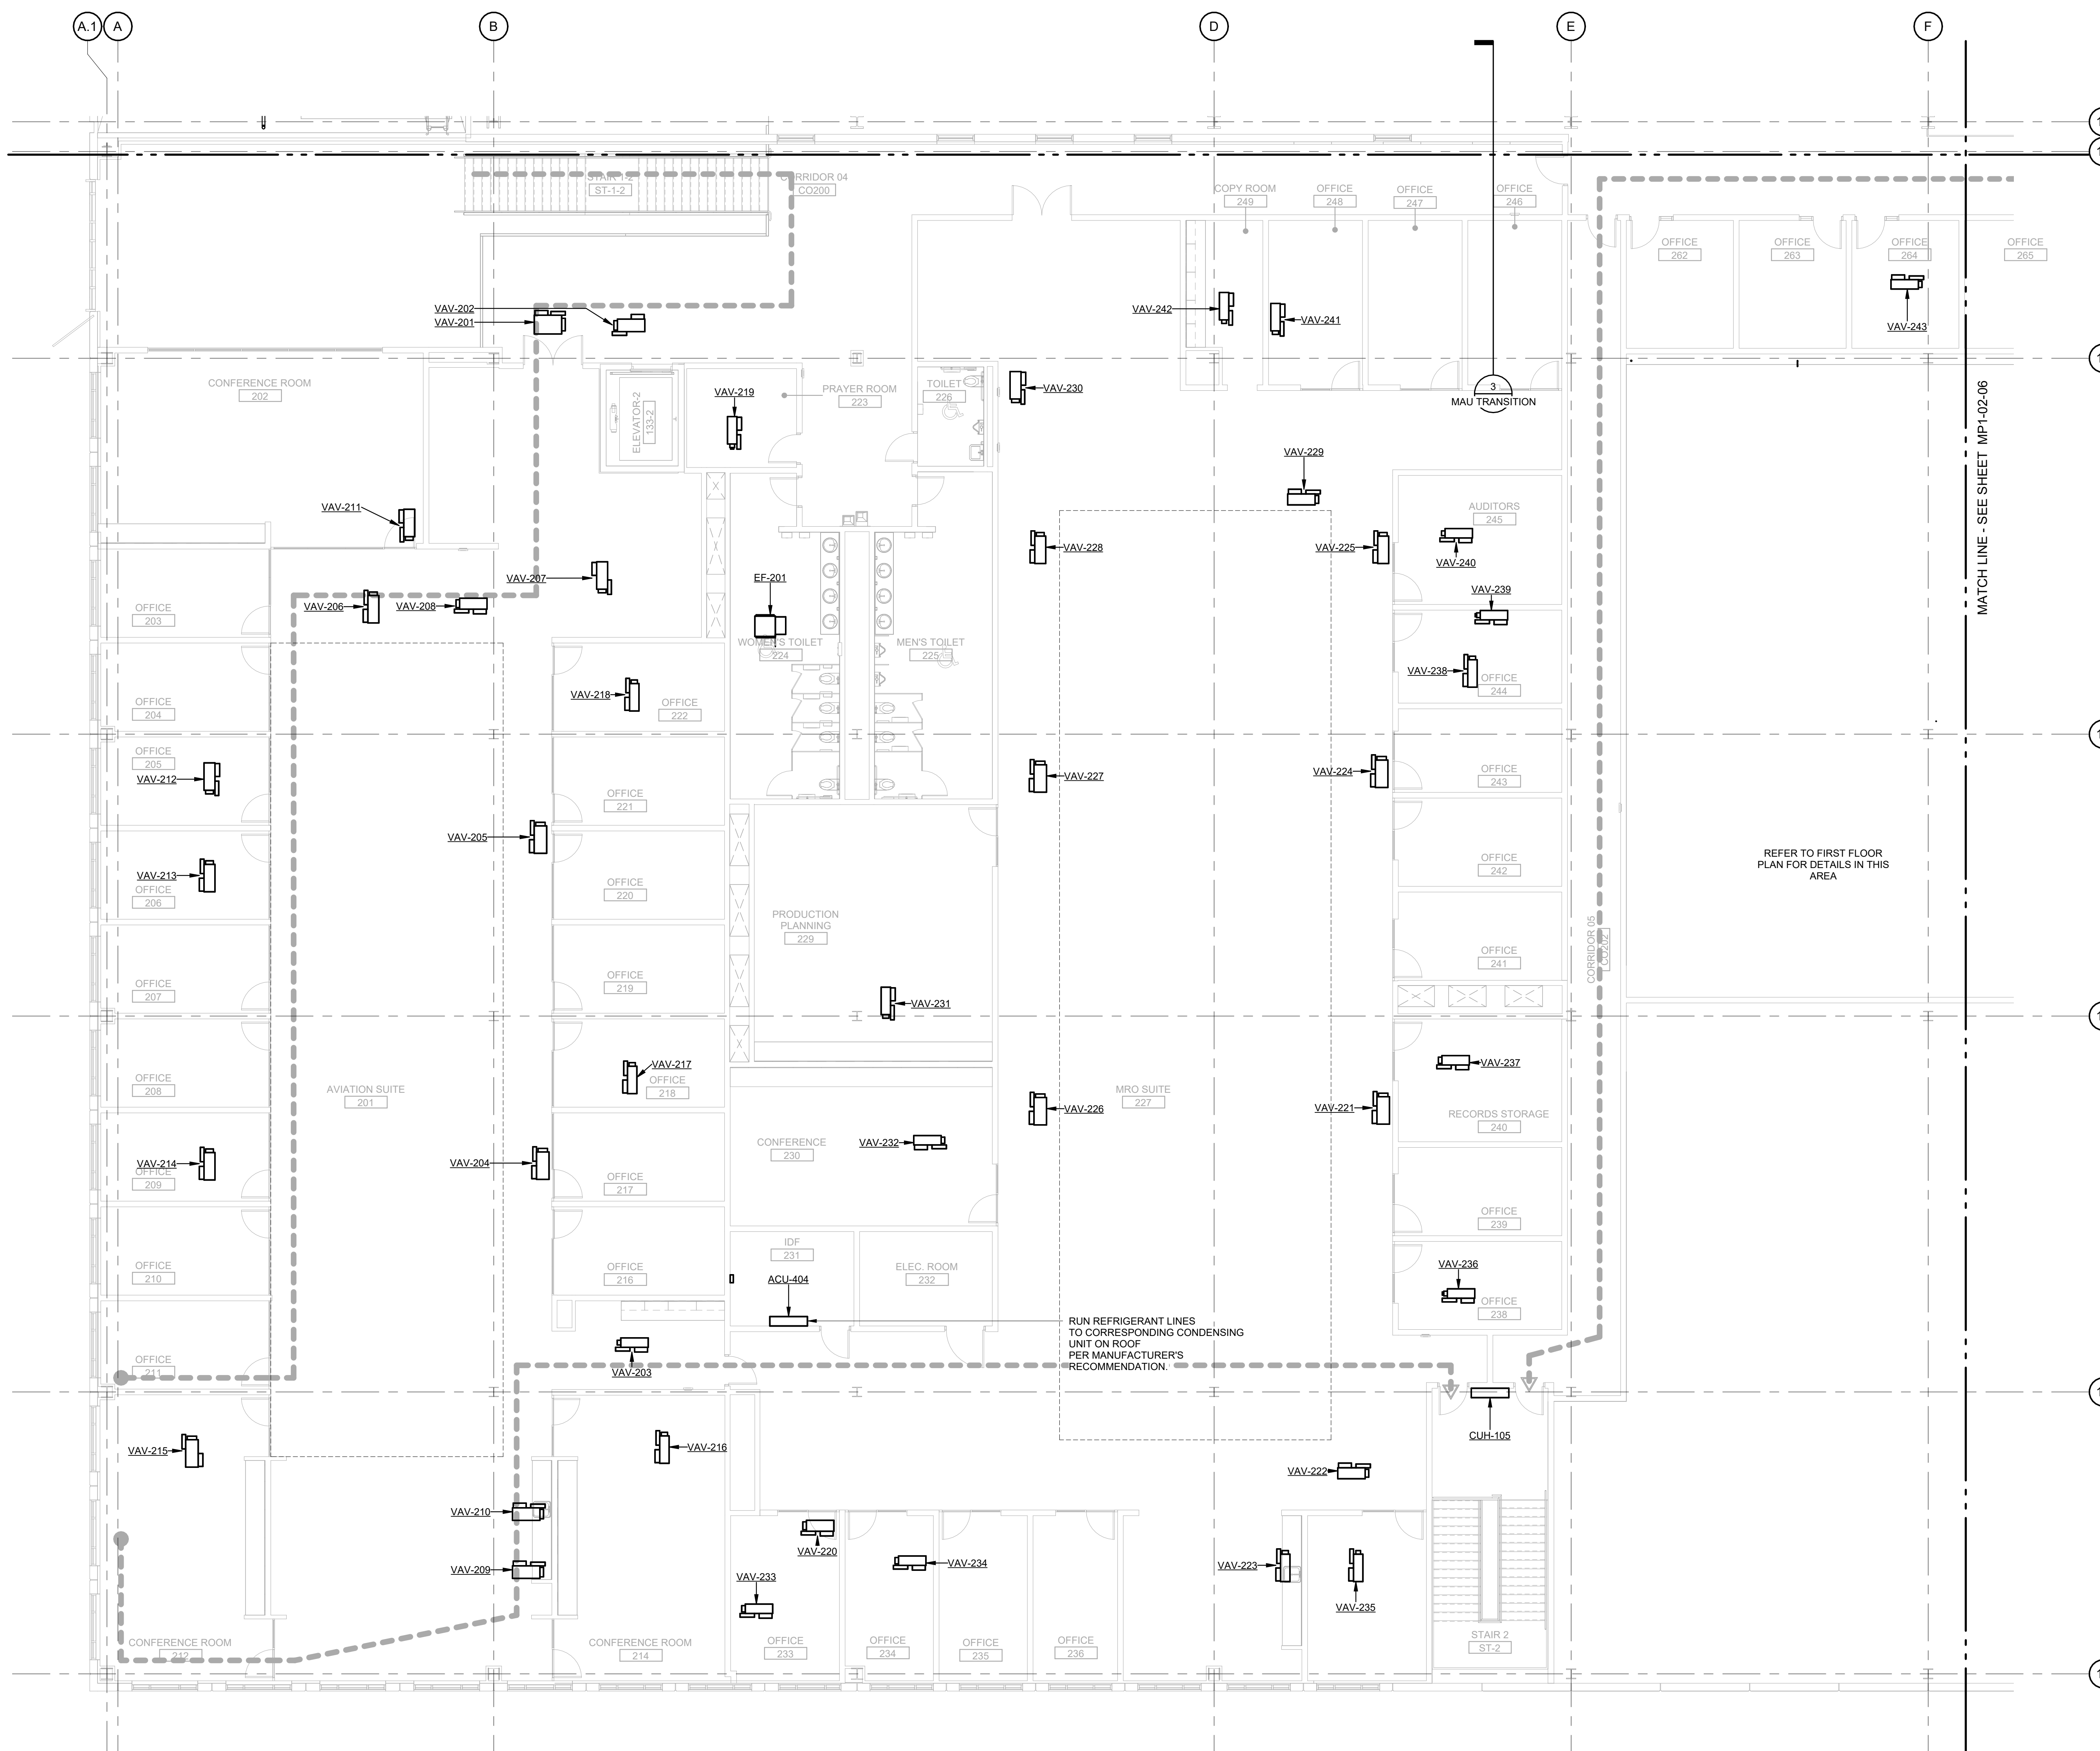 A.1
A
B
D
E
F
STAIR 1-2
ST-1-2
CORRIDOR 04
CO200
COPY ROOM
249
OFFICE
248
OFFICE
247
OFFICE
246
OFFICE
262
OFFICE
263
OFFICE
264
OFFICE
265
VAV-202
VAV-201
VAV-242
VAV-241
VAV-243
CONFERENCE ROOM
202
ELEVATOR-2
133-2
VAV-219
PRAYER ROOM
223
TOILET
226
VAV-230
3
MAU TRANSITION
MATCH LINE - SEE SHEET MP1-02-06
VAV-229
VAV-211
AUDITORS
245
VAV-228
VAV-225
VAV-240
VAV-207
EF-201
VAV-239
OFFICE
203
VAV-206
VAV-208
WOMEN'S TOILET
224
MEN'S TOILET
225
VAV-238
OFFICE
244
VAV-218
OFFICE
222
OFFICE
204
OFFICE
205
VAV-212
VAV-227
VAV-224
OFFICE
243
OFFICE
221
VAV-205
VAV-213
OFFICE
206
OFFICE
220
OFFICE
242
REFER TO FIRST FLOOR
PLAN FOR DETAILS IN THIS
AREA
PRODUCTION
PLANNING
229
OFFICE
207
OFFICE
219
OFFICE
241
CORRIDOR 05
CO202
VAV-231
OFFICE
208
AVIATION SUITE
201
VAV-217
OFFICE
218
MRO SUITE
227
VAV-226
VAV-221
VAV-237
RECORDS STORAGE
240
VAV-214
OFFICE
209
VAV-204
OFFICE
217
CONFERENCE
230
VAV-232
OFFICE
239
OFFICE
210
OFFICE
216
IDF
231
ELEC. ROOM
232
ACU-404
VAV-236
OFFICE
238
RUN REFRIGERANT LINES
TO CORRESPONDING CONDENSING
UNIT ON ROOF
PER MANUFACTURER'S
RECOMMENDATION.
OFFICE
211
VAV-203
CUH-105
VAV-215
VAV-216
VAV-222
VAV-210
VAV-209
VAV-220
VAV-234
VAV-233
VAV-223
VAV-235
CONFERENCE ROOM
212
CONFERENCE ROOM
214
OFFICE
233
OFFICE
234
OFFICE
235
OFFICE
236
STAIR 2
ST-2